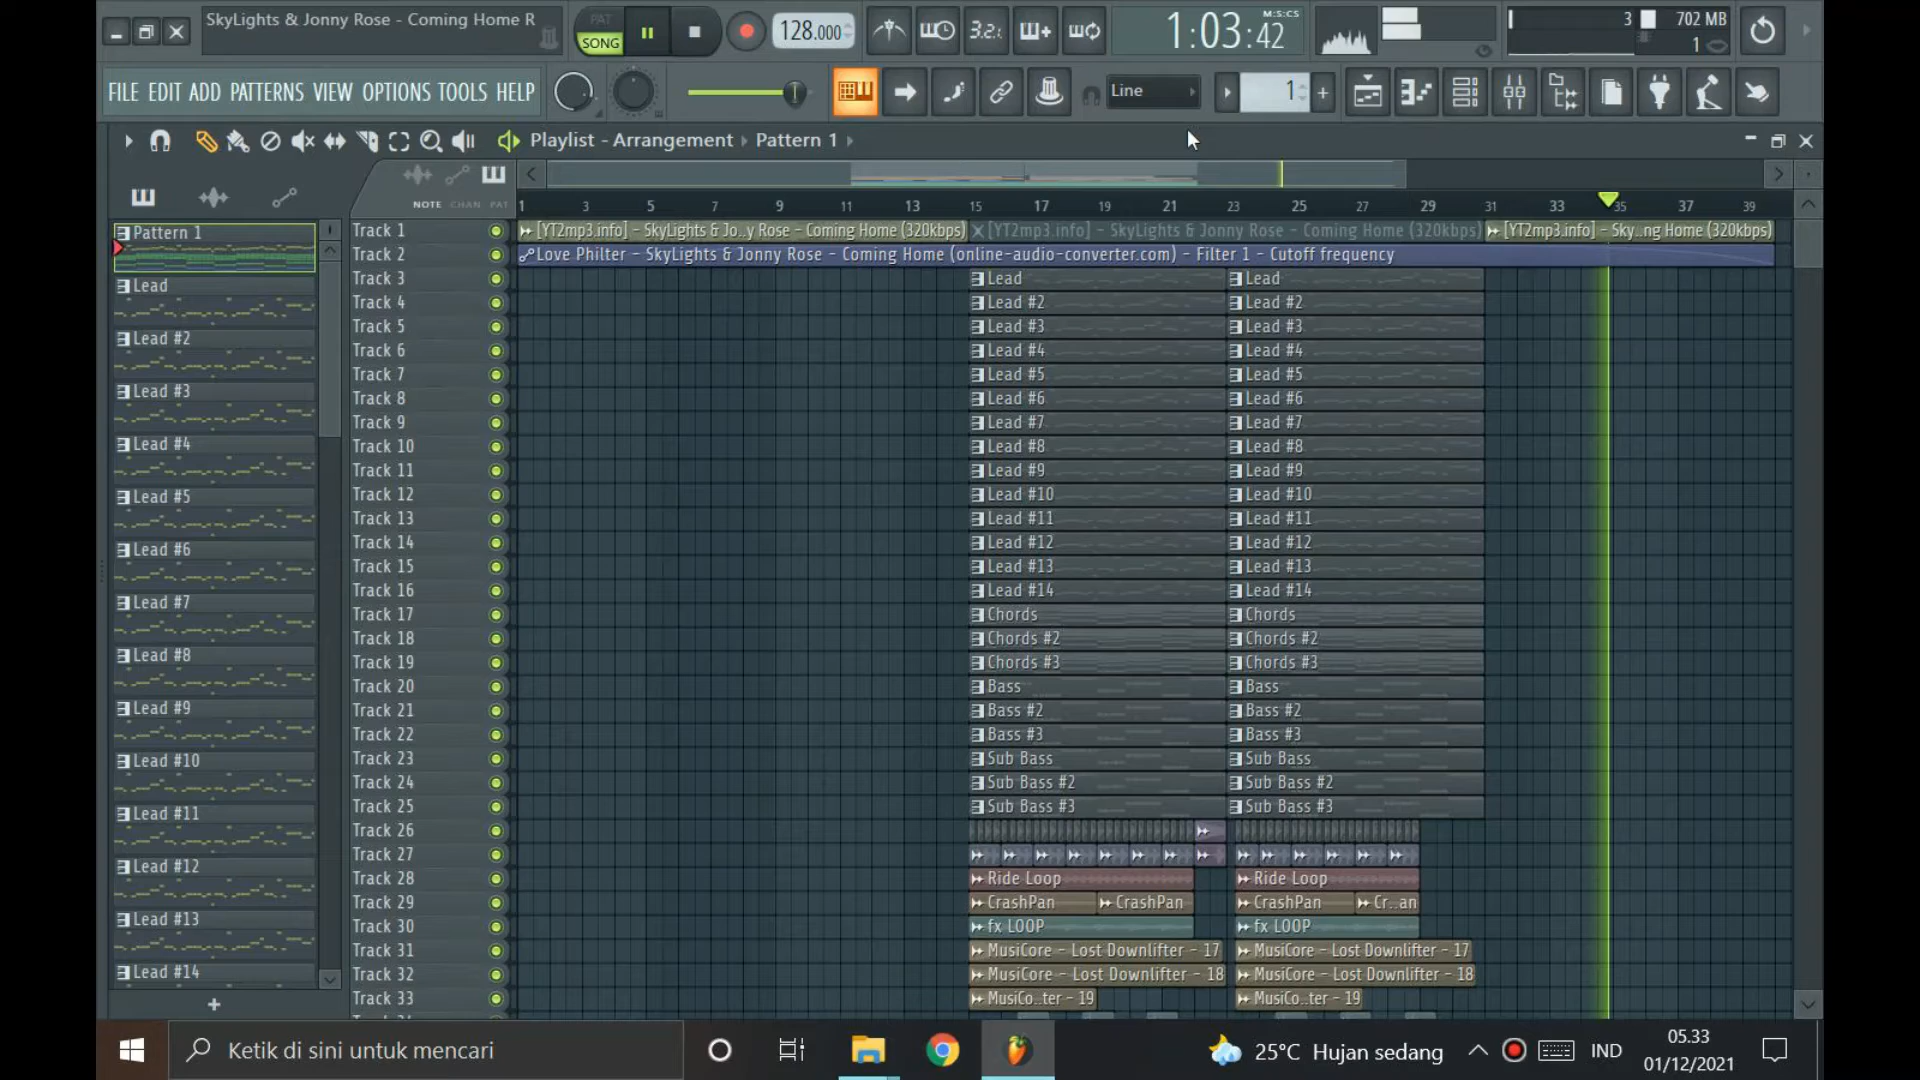 SkyLights & Jonny Rose - Coming Home R
PAT
SONG
128.000
3.2.
1:03:42
M:S:CS
3
702 MB
1
FILE EDIT ADD PATTERNS VIEW OPTIONS TOOLS HELP
Line
1
Playlist - Arrangement Pattern 1
NOTE CHAN PAT
1 3 5 7 9 11 13 15 17 19 21 23 25 27 29 31 33 35 37 39
Pattern 1
Lead
Lead #2
Lead #3
Lead #4
Lead #5
Lead #6
Lead #7
Lead #8
Lead #9
Lead #10
Lead #11
Lead #12
Lead #13
Lead #14
Track 1 [YT2mp3.info] - SkyLights & Jo..y Rose - Coming Home (320kbps) [YT2mp3.info] - SkyLights & Jonny Rose - Coming Home (320kbps) [YT2mp3.info] - Sky..ng Home (320kbps)
Track 2 Love Philter - SkyLights & Jonny Rose - Coming Home (online-audio-converter.com) - Filter 1 - Cutoff frequency
Track 3 Lead Lead
Track 4 Lead #2 Lead #2
Track 5 Lead #3 Lead #3
Track 6 Lead #4 Lead #4
Track 7 Lead #5 Lead #5
Track 8 Lead #6 Lead #6
Track 9 Lead #7 Lead #7
Track 10 Lead #8 Lead #8
Track 11 Lead #9 Lead #9
Track 12 Lead #10 Lead #10
Track 13 Lead #11 Lead #11
Track 14 Lead #12 Lead #12
Track 15 Lead #13 Lead #13
Track 16 Lead #14 Lead #14
Track 17 Chords Chords
Track 18 Chords #2 Chords #2
Track 19 Chords #3 Chords #3
Track 20 Bass Bass
Track 21 Bass #2 Bass #2
Track 22 Bass #3 Bass #3
Track 23 Sub Bass Sub Bass
Track 24 Sub Bass #2 Sub Bass #2
Track 25 Sub Bass #3 Sub Bass #3
Track 26
Track 27
Track 28 Ride Loop Ride Loop
Track 29 CrashPan CrashPan CrashPan Cr..an
Track 30 fx LOOP fx LOOP
Track 31 MusiCore - Lost Downlifter - 17 MusiCore - Lost Downlifter - 17
Track 32 MusiCore - Lost Downlifter - 18 MusiCore - Lost Downlifter - 18
Track 33 MusiCo..ter - 19 MusiCo..ter - 19
Ketik di sini untuk mencari
25°C Hujan sedang
IND
05.33
01/12/2021